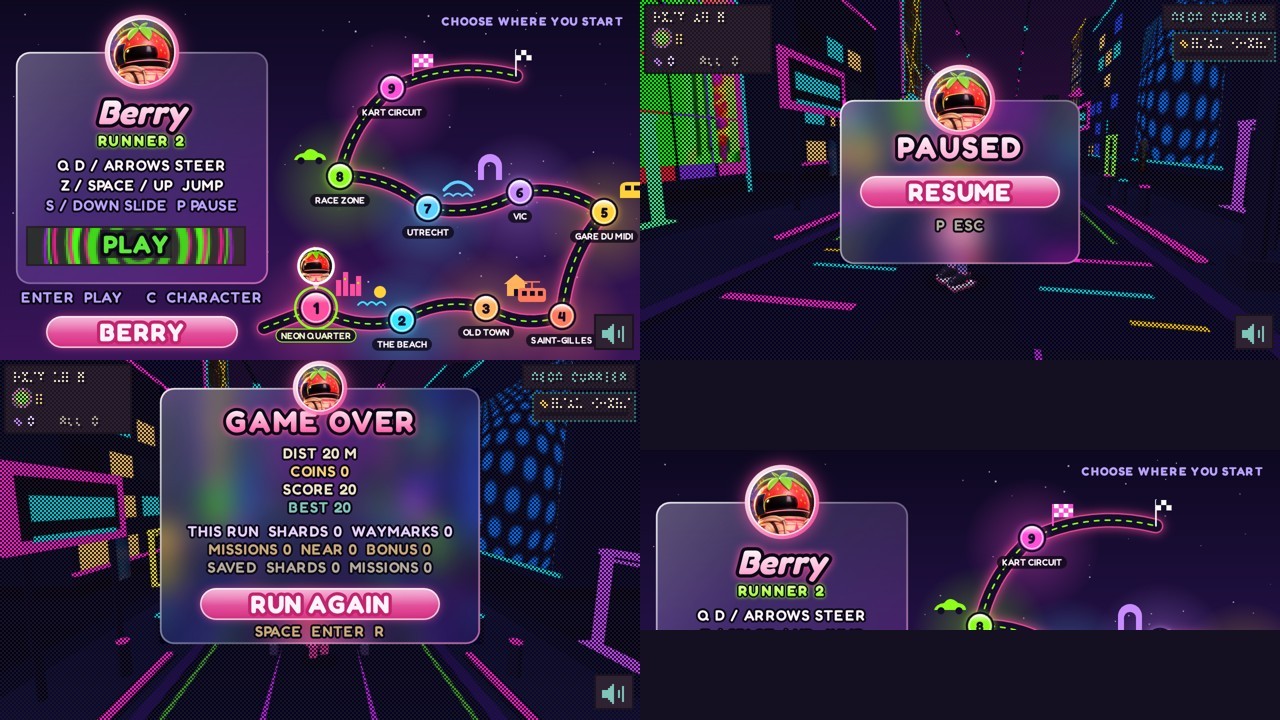 CHOOSE WHERE YOU START
Berry
RUNNER 2
Q D / ARROWS STEER
Z / SPACE / UP JUMP
S / DOWN SLIDE P PAUSE
PLAY
ENTER PLAY C CHARACTER
BERRY
9
KART CIRCUIT
8
RACE ZONE
7
UTRECHT
6
VIC
5
GARE DU MIDI
1
NEON QUARTER
2
THE BEACH
3
OLD TOWN
4
SAINT-GILLES
PAUSED
RESUME
P ESC
GAME OVER
DIST 20 M
COINS 0
SCORE 20
BEST 20
THIS RUN SHARDS 0 WAYMARKS 0
MISSIONS 0 NEAR 0 BONUS 0
SAVED SHARDS 0 MISSIONS 0
RUN AGAIN
SPACE ENTER R
CHOOSE WHERE YOU START
Berry
RUNNER 2
Q D / ARROWS STEER
9
KART CIRCUIT
8